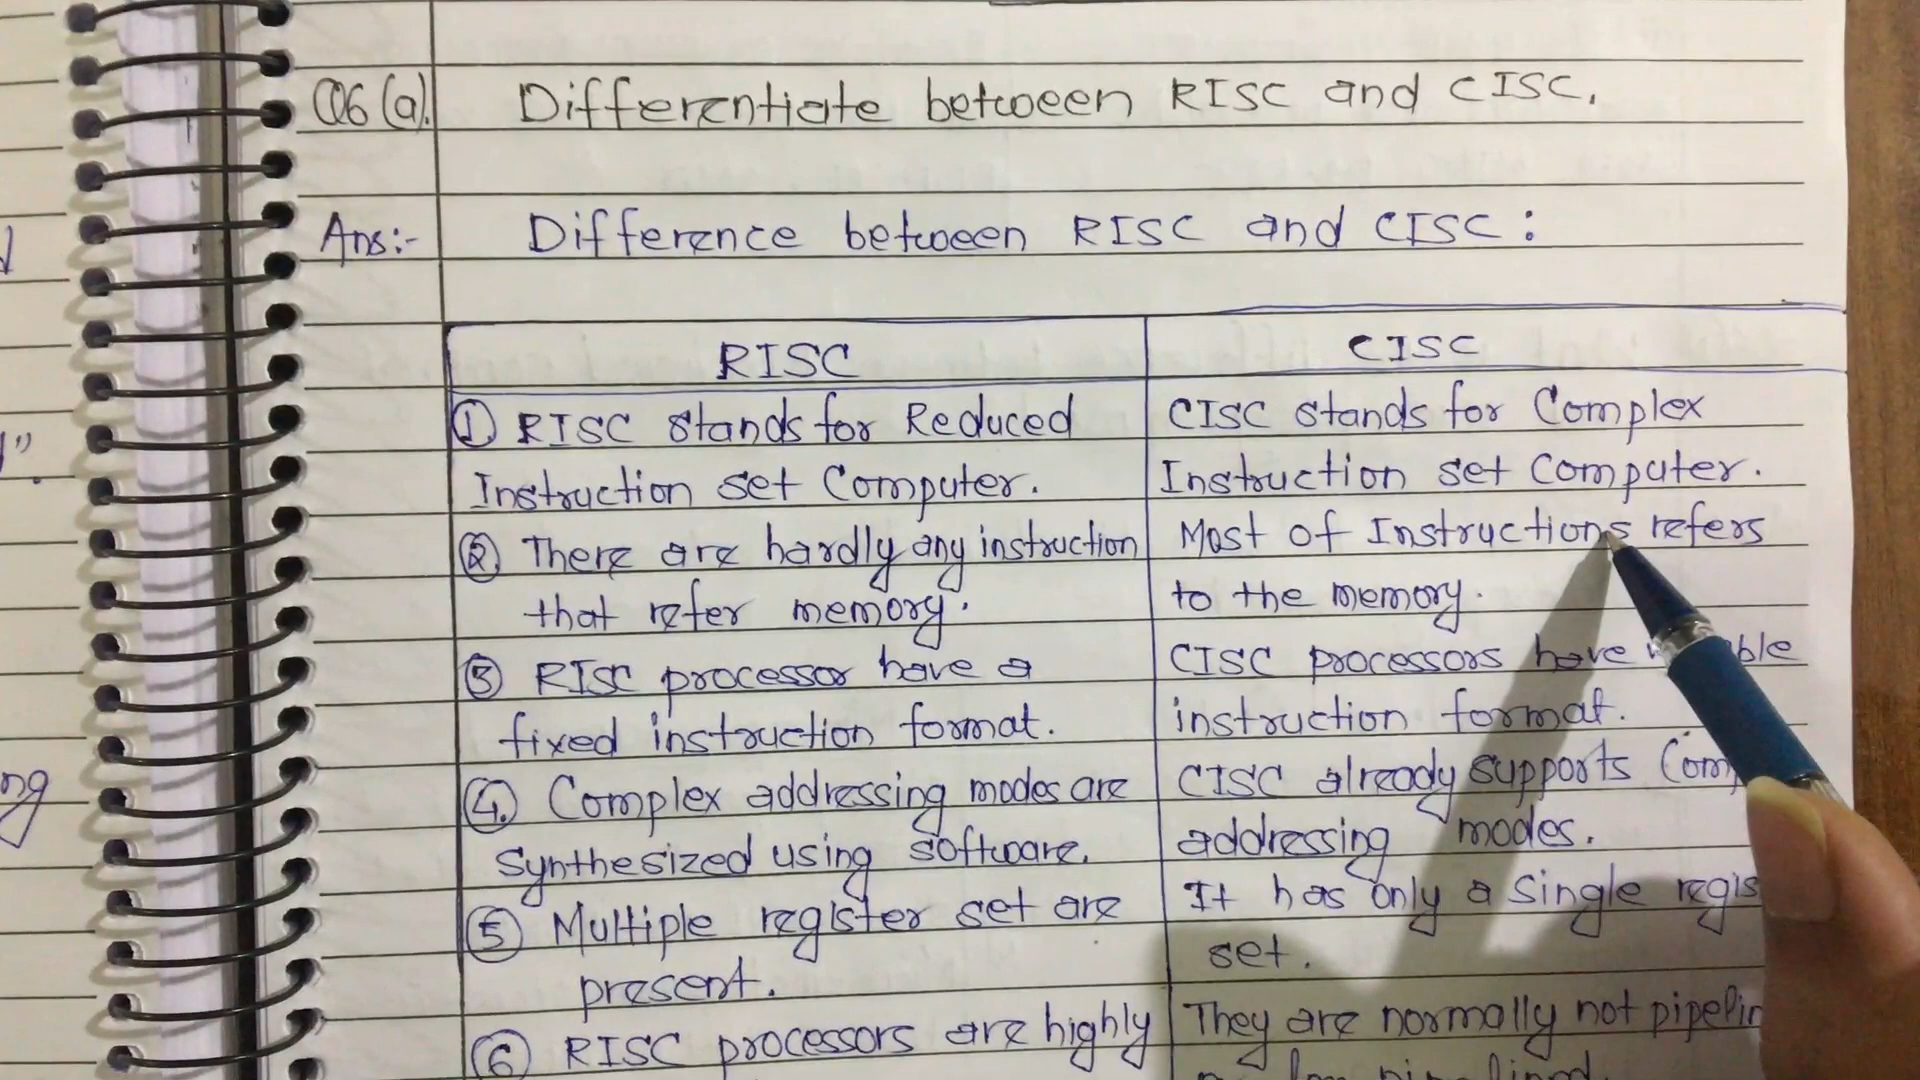 Q6(a). Differentiate between RISC and CISC.
Ans:- Difference between RISC and CISC:
RISC
① RISC stands for Reduced
Instruction set Computer.
② There are hardly any instruction
that refer memory.
③ RISC processor have a
fixed instruction format.
④. Complex addressing modes are
synthesized using software.
⑤ Multiple register set are
present.
⑥ RISC processors are highly
CISC
CISC stands for Complex
Instruction set Computer.
Most of Instructions refers
to the memory.
CISC processors have
instruction format.
CISC already supports
addressing modes.
It has only a single
set.
They are normally not
ng